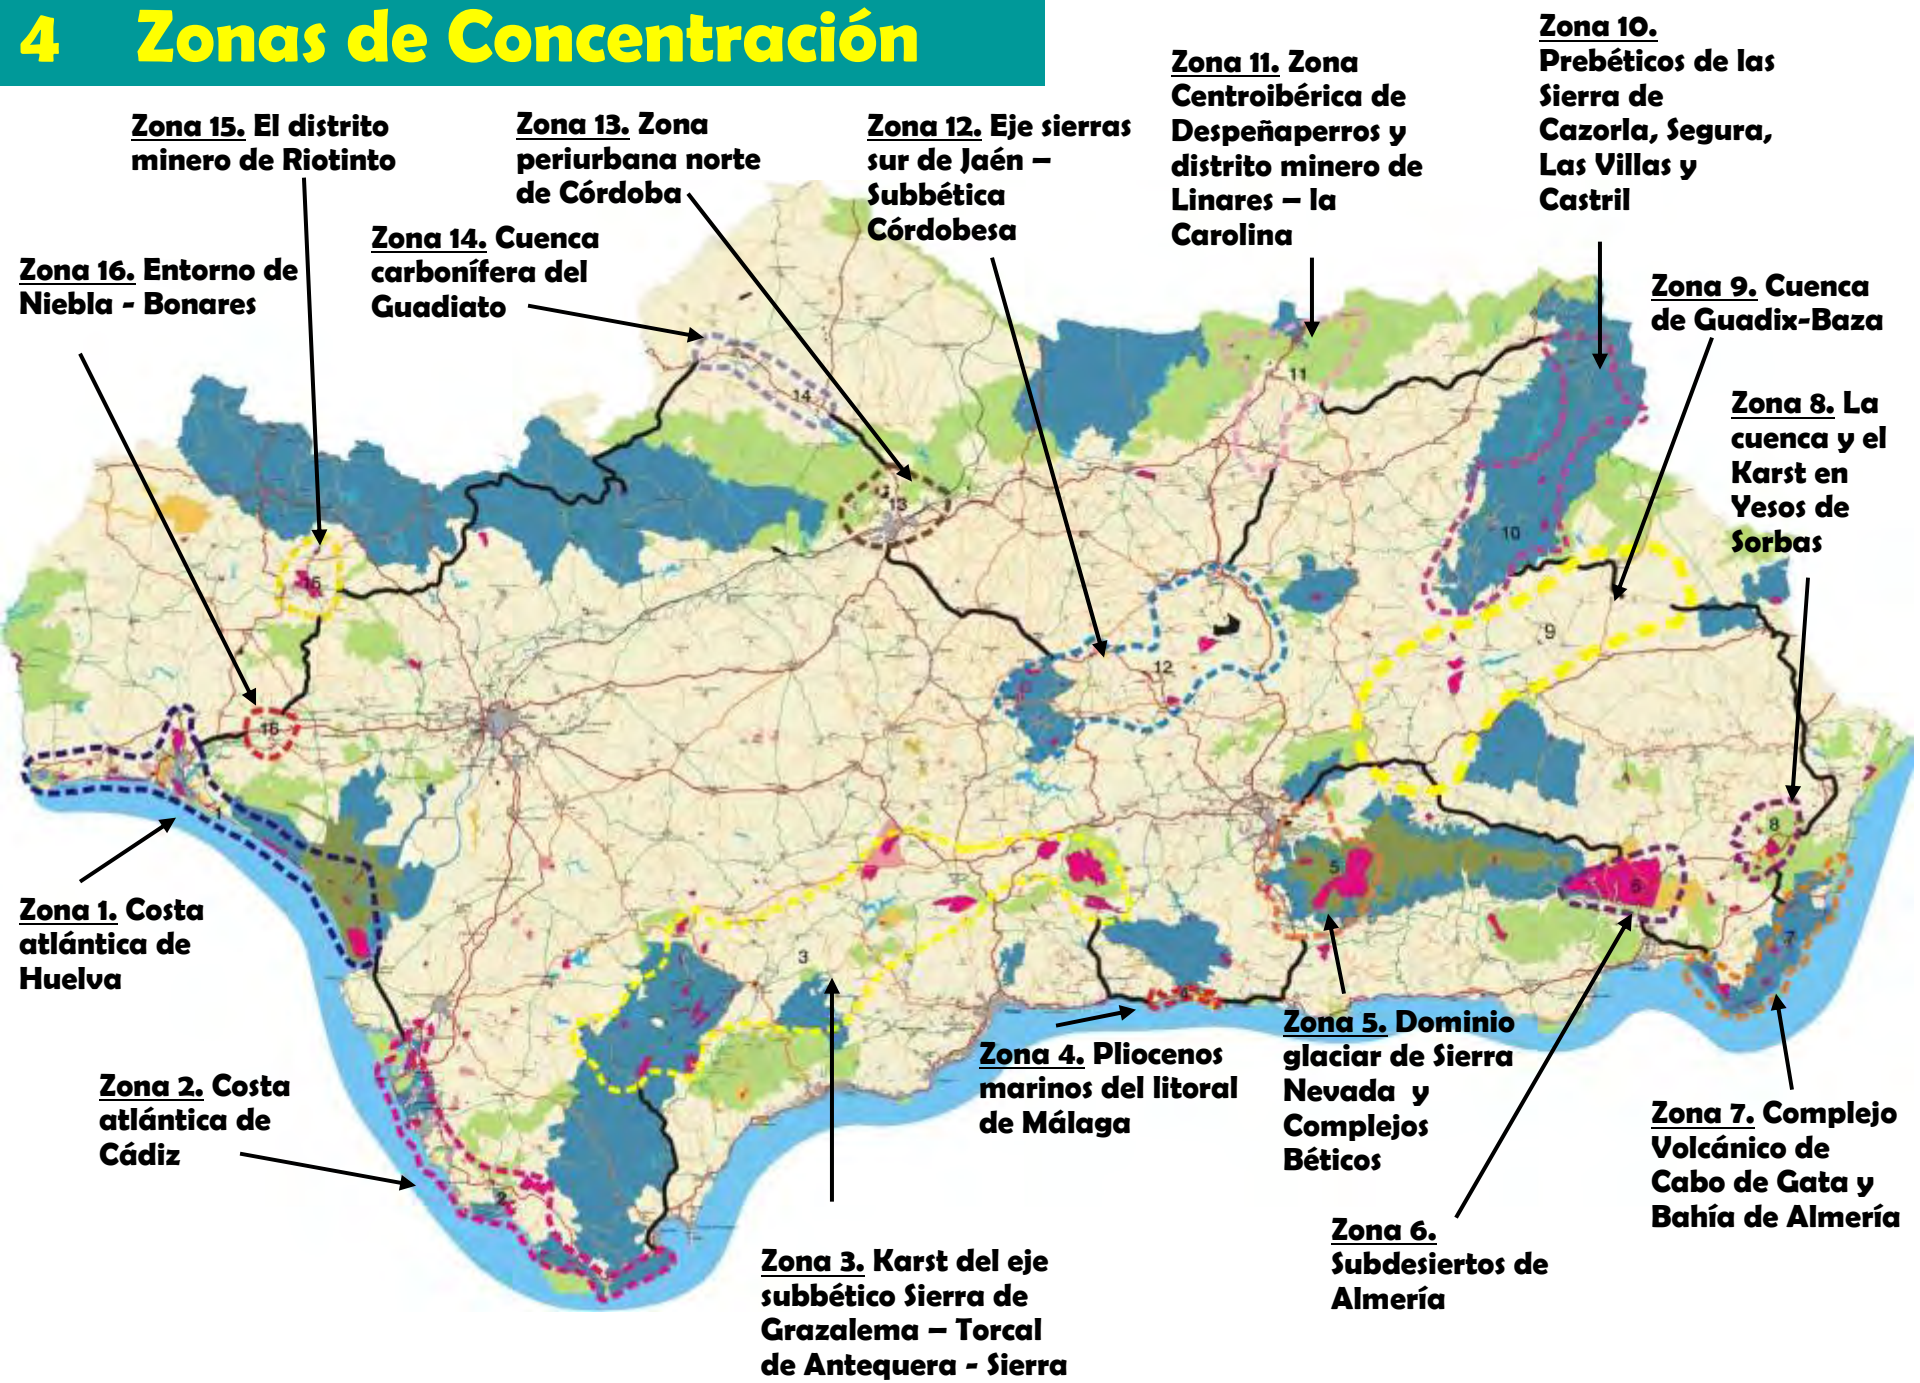 4 Zonas de Concentración
Zona 10.
Prebéticos de las
Sierra de
Cazorla, Segura,
Las Villas y
Castril
Zona 11. Zona
Centroibérica de
Despeñaperros y
distrito minero de
Linares – la
Carolina
Zona 15. El distrito
minero de Riotinto
Zona 13. Zona
periurbana norte
de Córdoba
Zona 12. Eje sierras
sur de Jaén –
Subbética
Córdobesa
Zona 14. Cuenca
carbonífera del
Guadiato
Zona 16. Entorno de
Niebla - Bonares
Zona 9. Cuenca
de Guadix-Baza
Zona 8. La
cuenca y el
Karst en
Yesos de
Sorbas
11
14
13
10
15
9
12
16
1
8
5
6
7
3
4
2
Zona 1. Costa
atlántica de
Huelva
Zona 2. Costa
atlántica de
Cádiz
Zona 4. Pliocenos
marinos del litoral
de Málaga
Zona 5. Dominio
glaciar de Sierra
Nevada y
Complejos
Béticos
Zona 7. Complejo
Volcánico de
Cabo de Gata y
Bahía de Almería
Zona 6.
Subdesiertos de
Almería
Zona 3. Karst del eje
subbético Sierra de
Grazalema – Torcal
de Antequera - Sierra